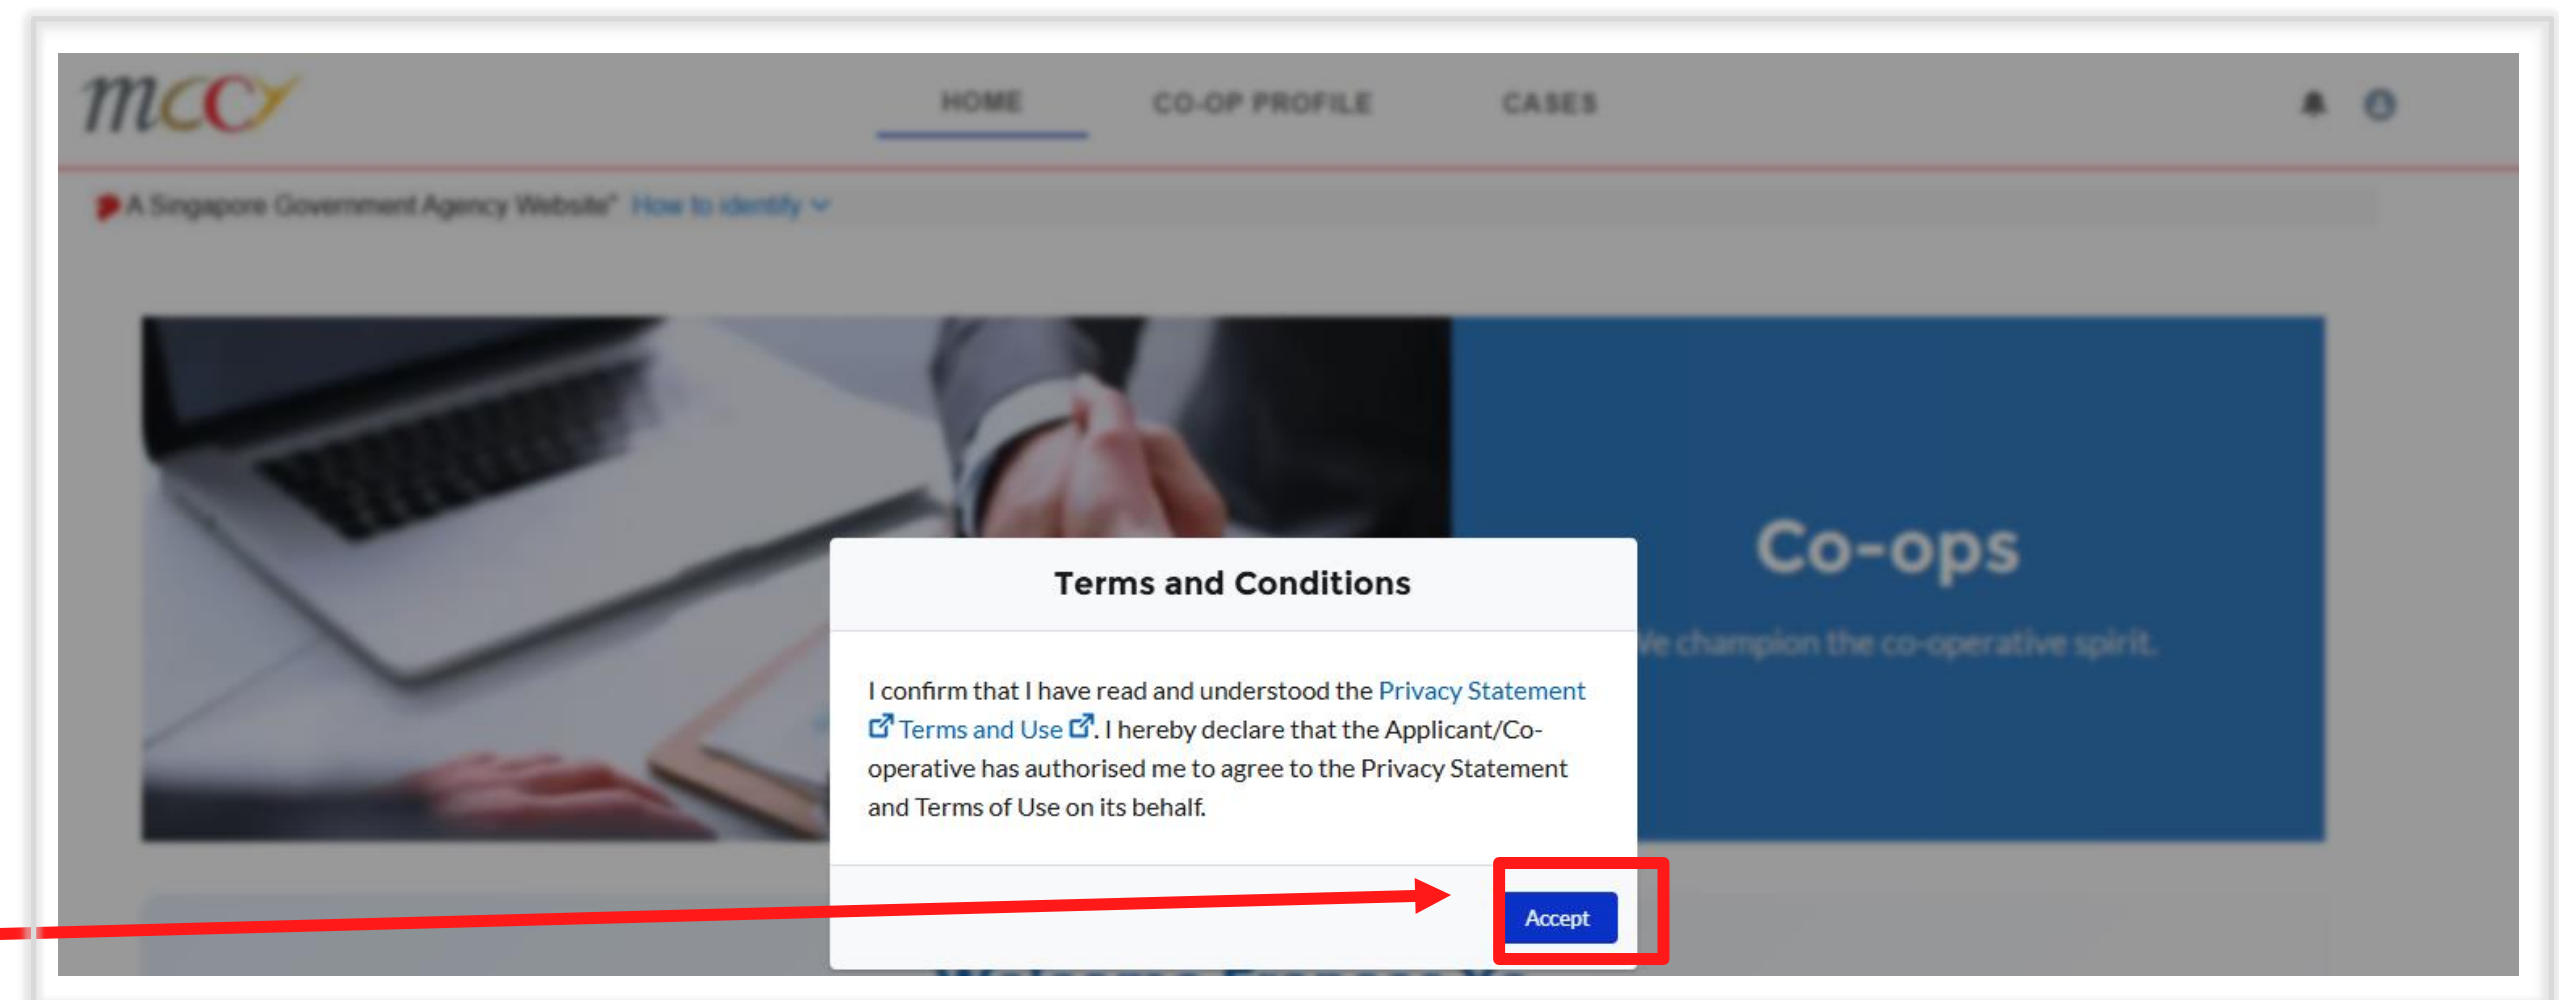 mccy
HOME CO-OP PROFILE CASES
A Singapore Government Agency Website How to identify
Co-ops
We champion the co-operative spirit.
Terms and Conditions
I confirm that I have read and understood the Privacy Statement
Terms and Use . I hereby declare that the Applicant/Co-
operative has authorised me to agree to the Privacy Statement
and Terms of Use on its behalf.
Accept